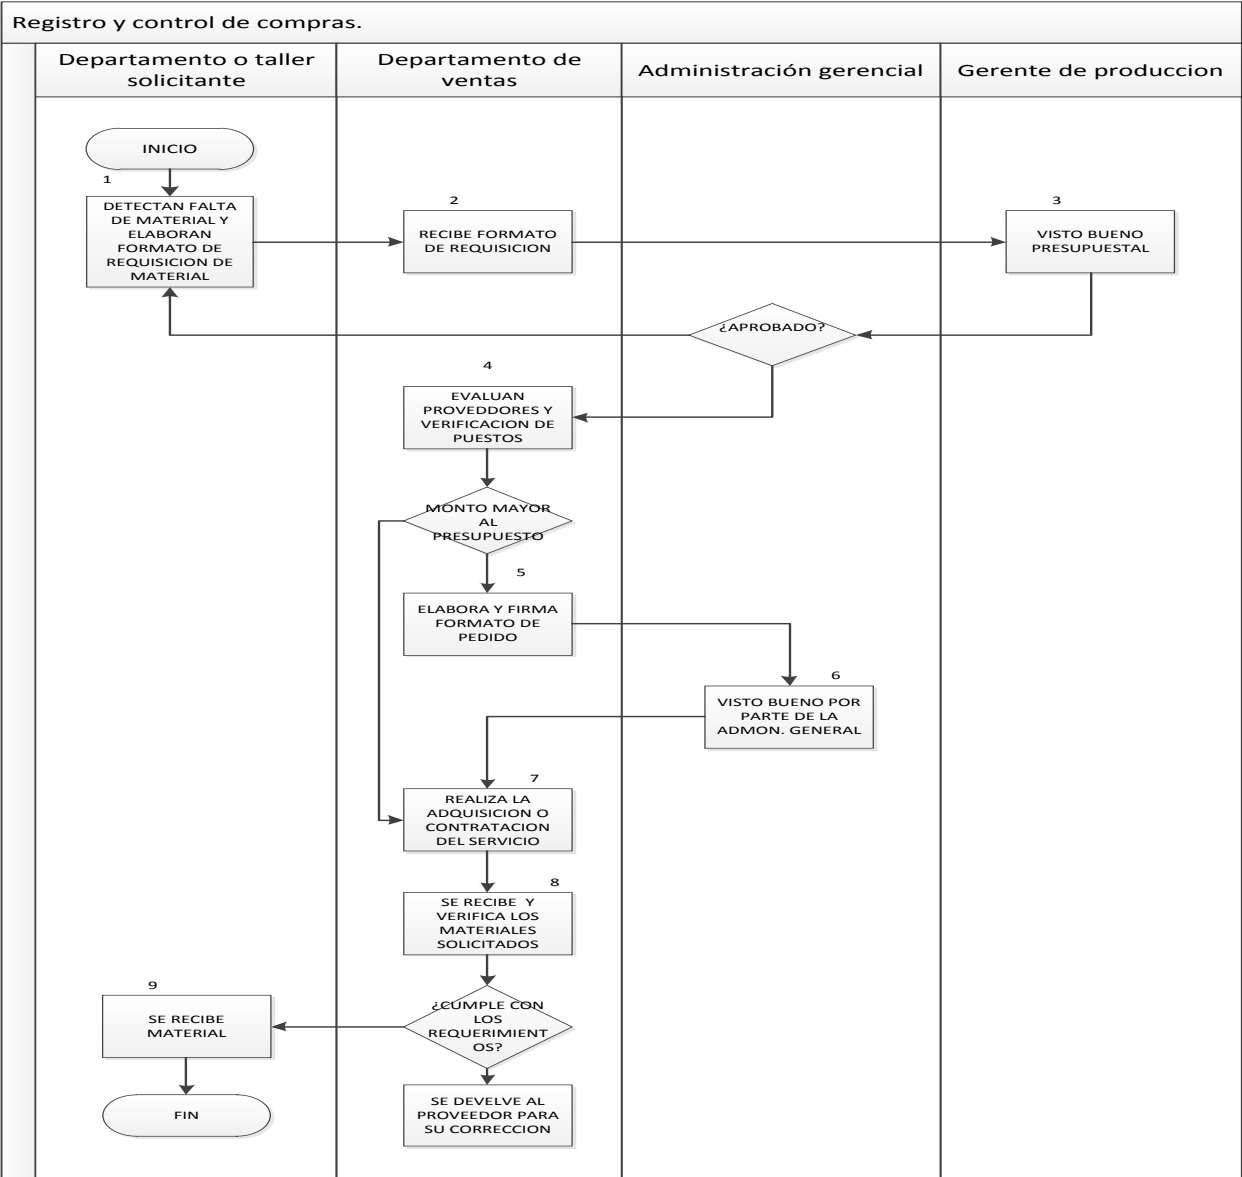 Registro y control de compras.
Departamento o taller
solicitante
Departamento de
ventas
Administración gerencial
Gerente de produccion
INICIO
1
DETECTAN FALTA
DE MATERIAL Y
ELABORAN
FORMATO DE
REQUISICION DE
MATERIAL
2
RECIBE FORMATO
DE REQUISICION
3
VISTO BUENO
PRESUPUESTAL
¿APROBADO?
4
EVALUAN
PROVEDDORES Y
VERIFICACION DE
PUESTOS
MONTO MAYOR
AL
PRESUPUESTO
5
ELABORA Y FIRMA
FORMATO DE
PEDIDO
6
VISTO BUENO POR
PARTE DE LA
ADMON. GENERAL
7
REALIZA LA
ADQUISICION O
CONTRATACION
DEL SERVICIO
8
SE RECIBE  Y
VERIFICA LOS
MATERIALES
SOLICITADOS
¿CUMPLE CON
LOS
REQUERIMIENT
OS?
9
SE RECIBE
MATERIAL
FIN
SE DEVELVE AL
PROVEEDOR PARA
SU CORRECCION